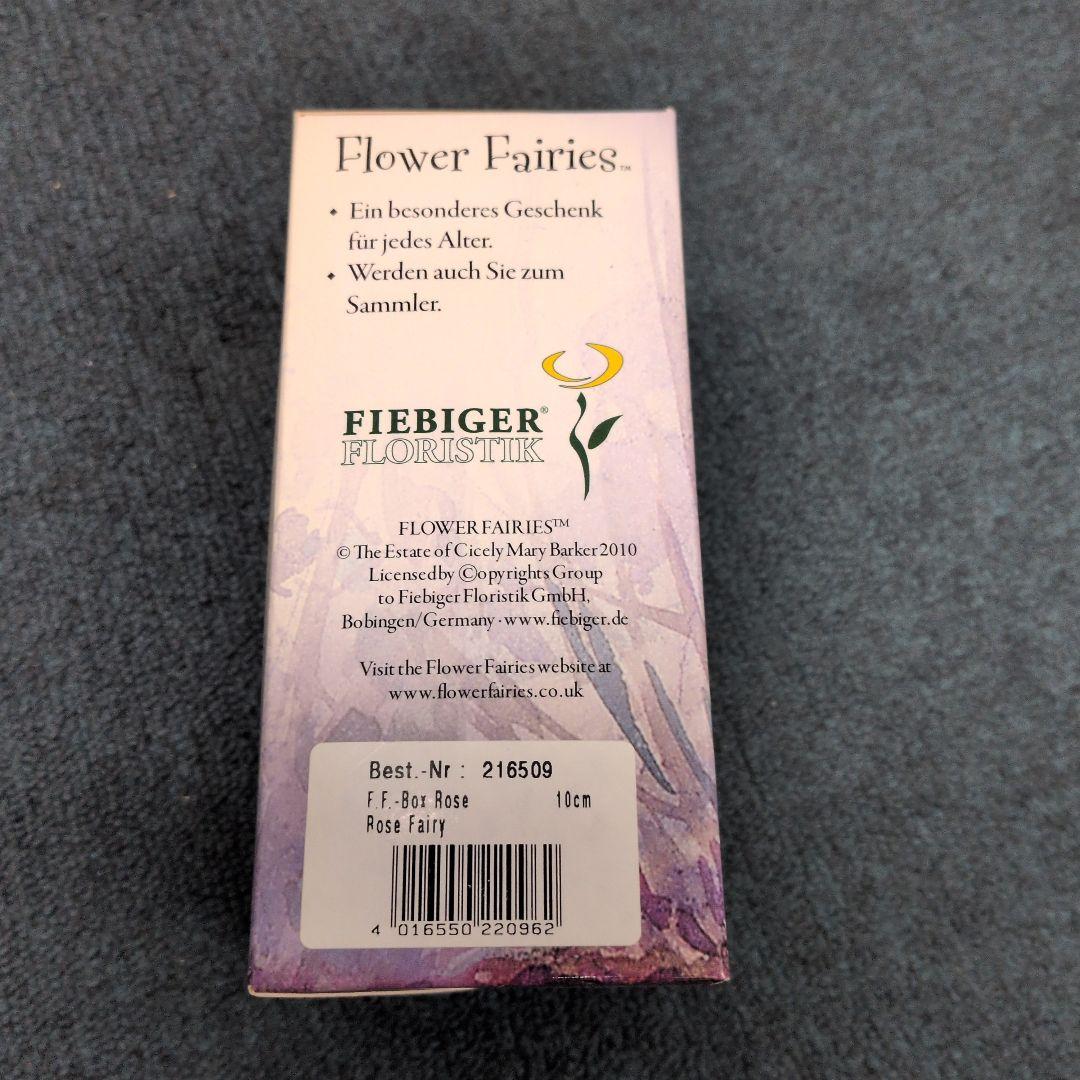 Flower Fairies™
◆ Ein besonderes Geschenk
für jedes Alter.
◆ Werden auch Sie zum
Sammler.
FIEBIGER®
FLORISTIK
FLOWER FAIRIES™
© The Estate of Cicely Mary Barker 2010
Licensed by ©opyrights Group
to Fiebiger Floristik GmbH,
Bobingen/Germany · www.fiebiger.de
Visit the Flower Fairies website at
www.flowerfairies.co.uk
Best.-Nr : 216509
F.F.-Box Rose 10cm
Rose Fairy
4 016550 220962